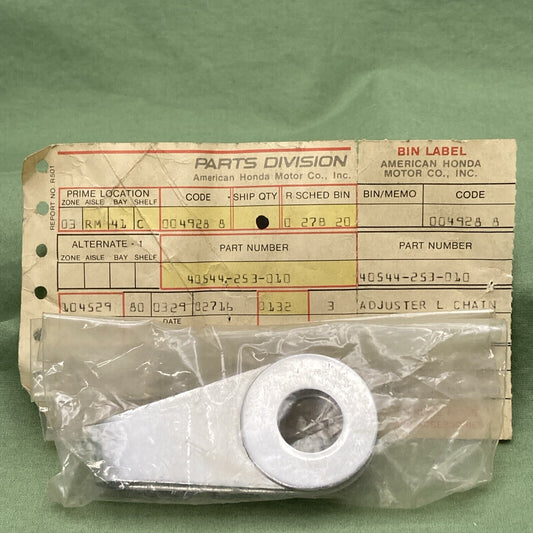 REPORT NO. R501
PARTS DIVISION
American Honda Motor Co., Inc.
BIN LABEL
AMERICAN HONDA
MOTOR CO., INC.
PRIME LOCATION CODE SHIP QTY R SCHED BIN BIN/MEMO CODE
ZONE AISLE BAY SHELF
03 RM 41 C 004928 8 0 278 20 004928 8
ALTERNATE - 1 PART NUMBER PART NUMBER
ZONE AISLE BAY SHELF
40544-253-010 40544-253-010
104529 80 0329 02716 0132 3 ADJUSTER L CHAIN
DATE